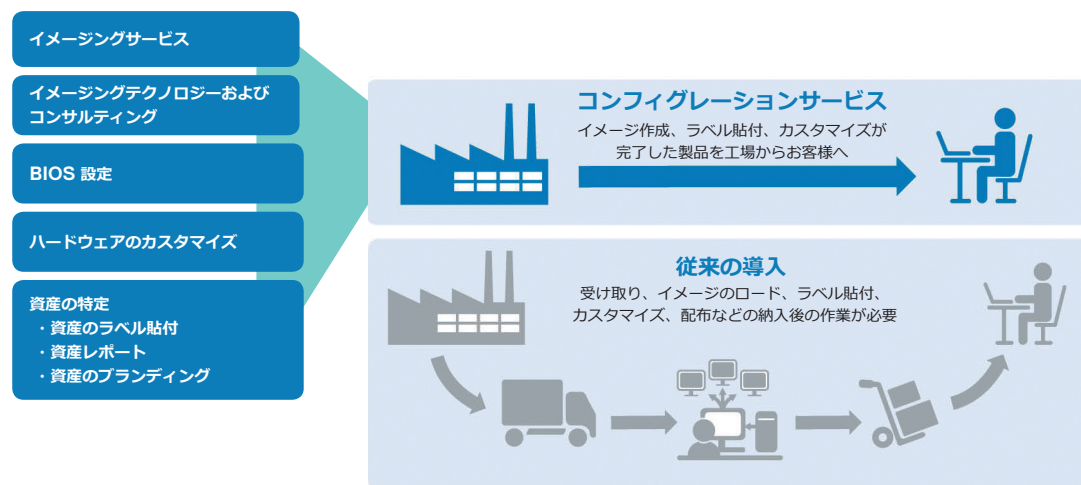 イメージングサービス
イメージングテクノロジーおよび
コンサルティング
BIOS 設定
ハードウェアのカスタマイズ
資産の特定
・資産のラベル貼付
・資産レポート
・資産のブランディング
コンフィグレーションサービス
イメージ作成、ラベル貼付、カスタマイズが
完了した製品を工場からお客様へ
従来の導入
受け取り、イメージのロード、ラベル貼付、
カスタマイズ、配布などの納入後の作業が必要